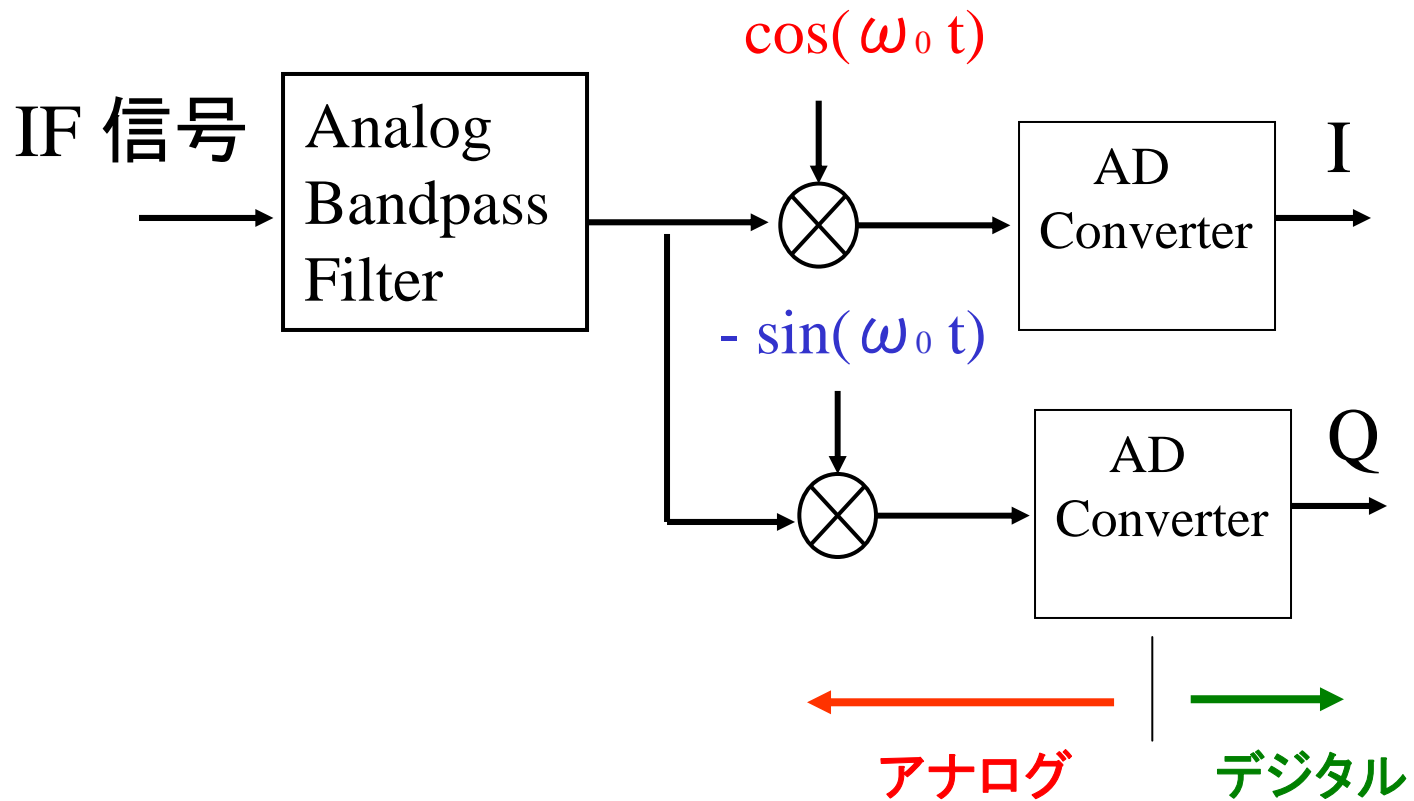 cos(ω₀ t)
IF 信号
Analog
Bandpass
Filter
AD
Converter
I
- sin(ω₀ t)
AD
Converter
Q
アナログ
デジタル